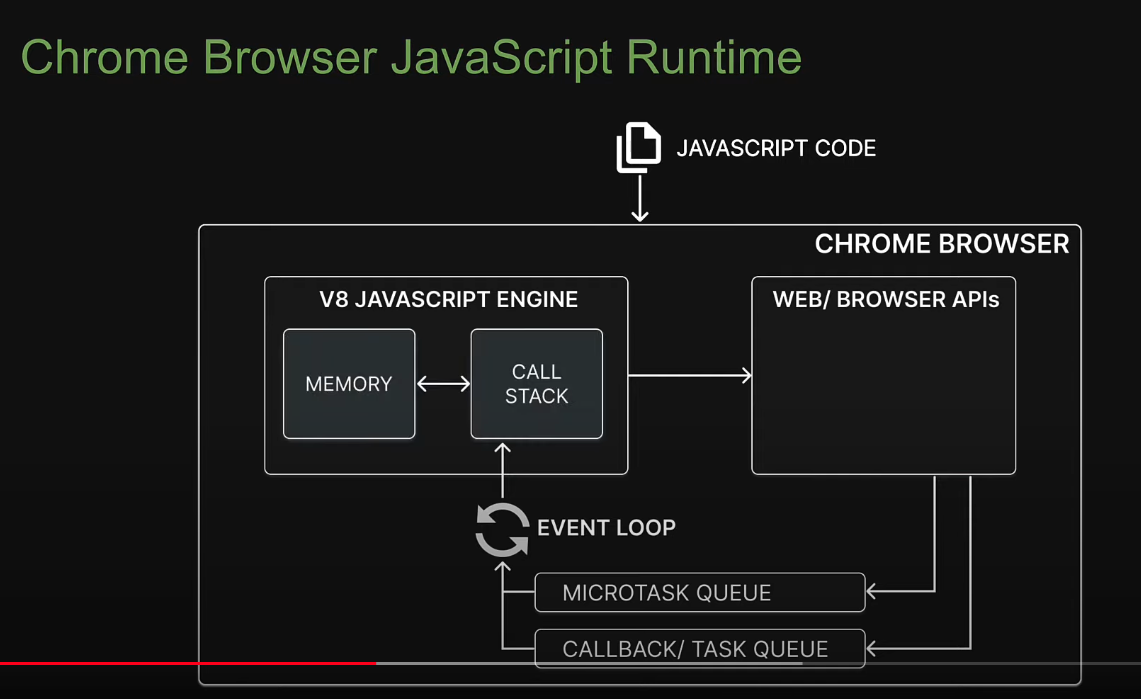 Chrome Browser JavaScript Runtime
JAVASCRIPT CODE
CHROME BROWSER
V8 JAVASCRIPT ENGINE
WEB/ BROWSER APIs
MEMORY
CALL
STACK
EVENT LOOP
MICROTASK QUEUE
CALLBACK/ TASK QUEUE